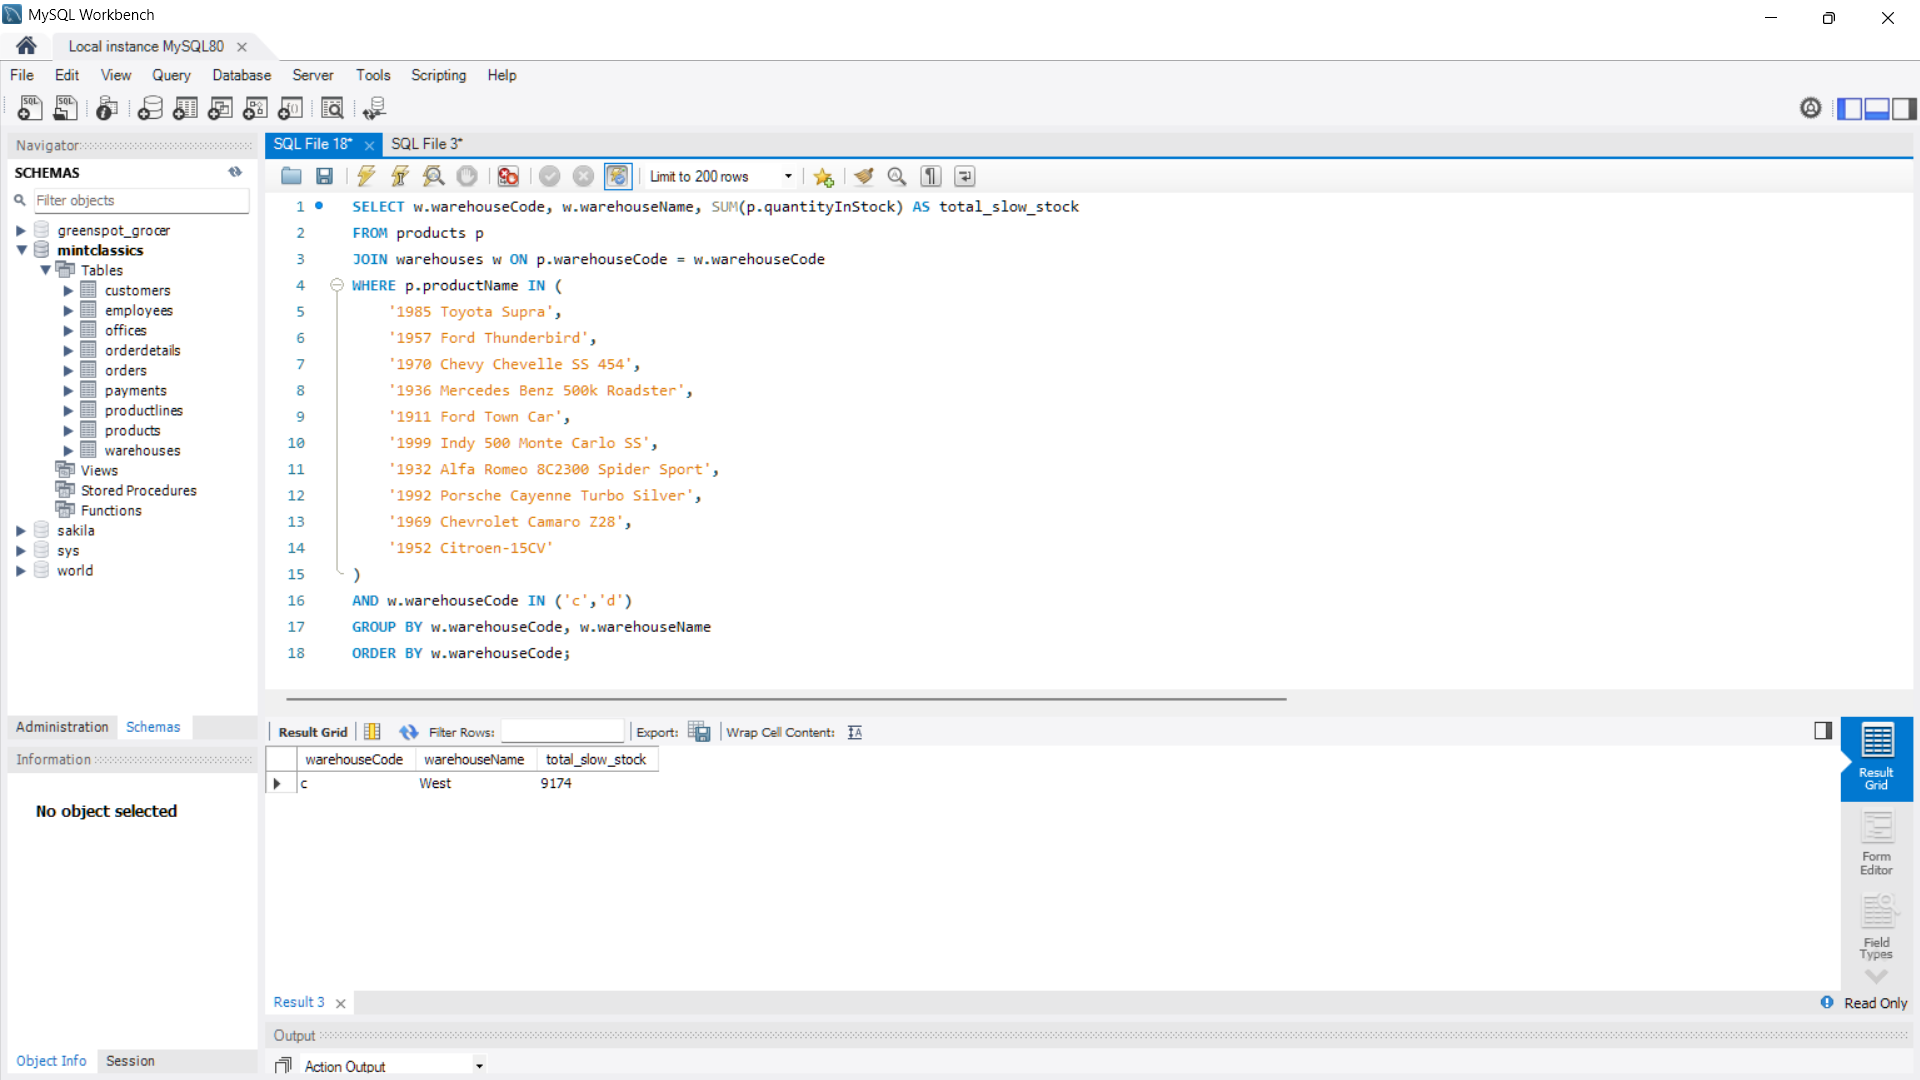 MySQL Workbench
Local instance MySQL80
File Edit View Query Database Server Tools Scripting Help
Navigator
SCHEMAS
Filter objects
greenspot_grocer
mintclassics
Tables
customers
employees
offices
orderdetails
orders
payments
productlines
products
warehouses
Views
Stored Procedures
Functions
sakila
sys
world
Administration Schemas
Information
No object selected
Object Info Session
SQL File 18* SQL File 3*
Limit to 200 rows
1 SELECT w.warehouseCode, w.warehouseName, SUM(p.quantityInStock) AS total_slow_stock
2 FROM products p
3 JOIN warehouses w ON p.warehouseCode = w.warehouseCode
4 WHERE p.productName IN (
5 '1985 Toyota Supra',
6 '1957 Ford Thunderbird',
7 '1970 Chevy Chevelle SS 454',
8 '1936 Mercedes Benz 500k Roadster',
9 '1911 Ford Town Car',
10 '1999 Indy 500 Monte Carlo SS',
11 '1932 Alfa Romeo 8C2300 Spider Sport',
12 '1992 Porsche Cayenne Turbo Silver',
13 '1969 Chevrolet Camaro Z28',
14 '1952 Citroen-15CV'
15 )
16 AND w.warehouseCode IN ('c','d')
17 GROUP BY w.warehouseCode, w.warehouseName
18 ORDER BY w.warehouseCode;
Result Grid Filter Rows: Export: Wrap Cell Content:
warehouseCode warehouseName total_slow_stock
c West 9174
Result
Grid
Form
Editor
Field
Types
Result 3
Read Only
Output
Action Output